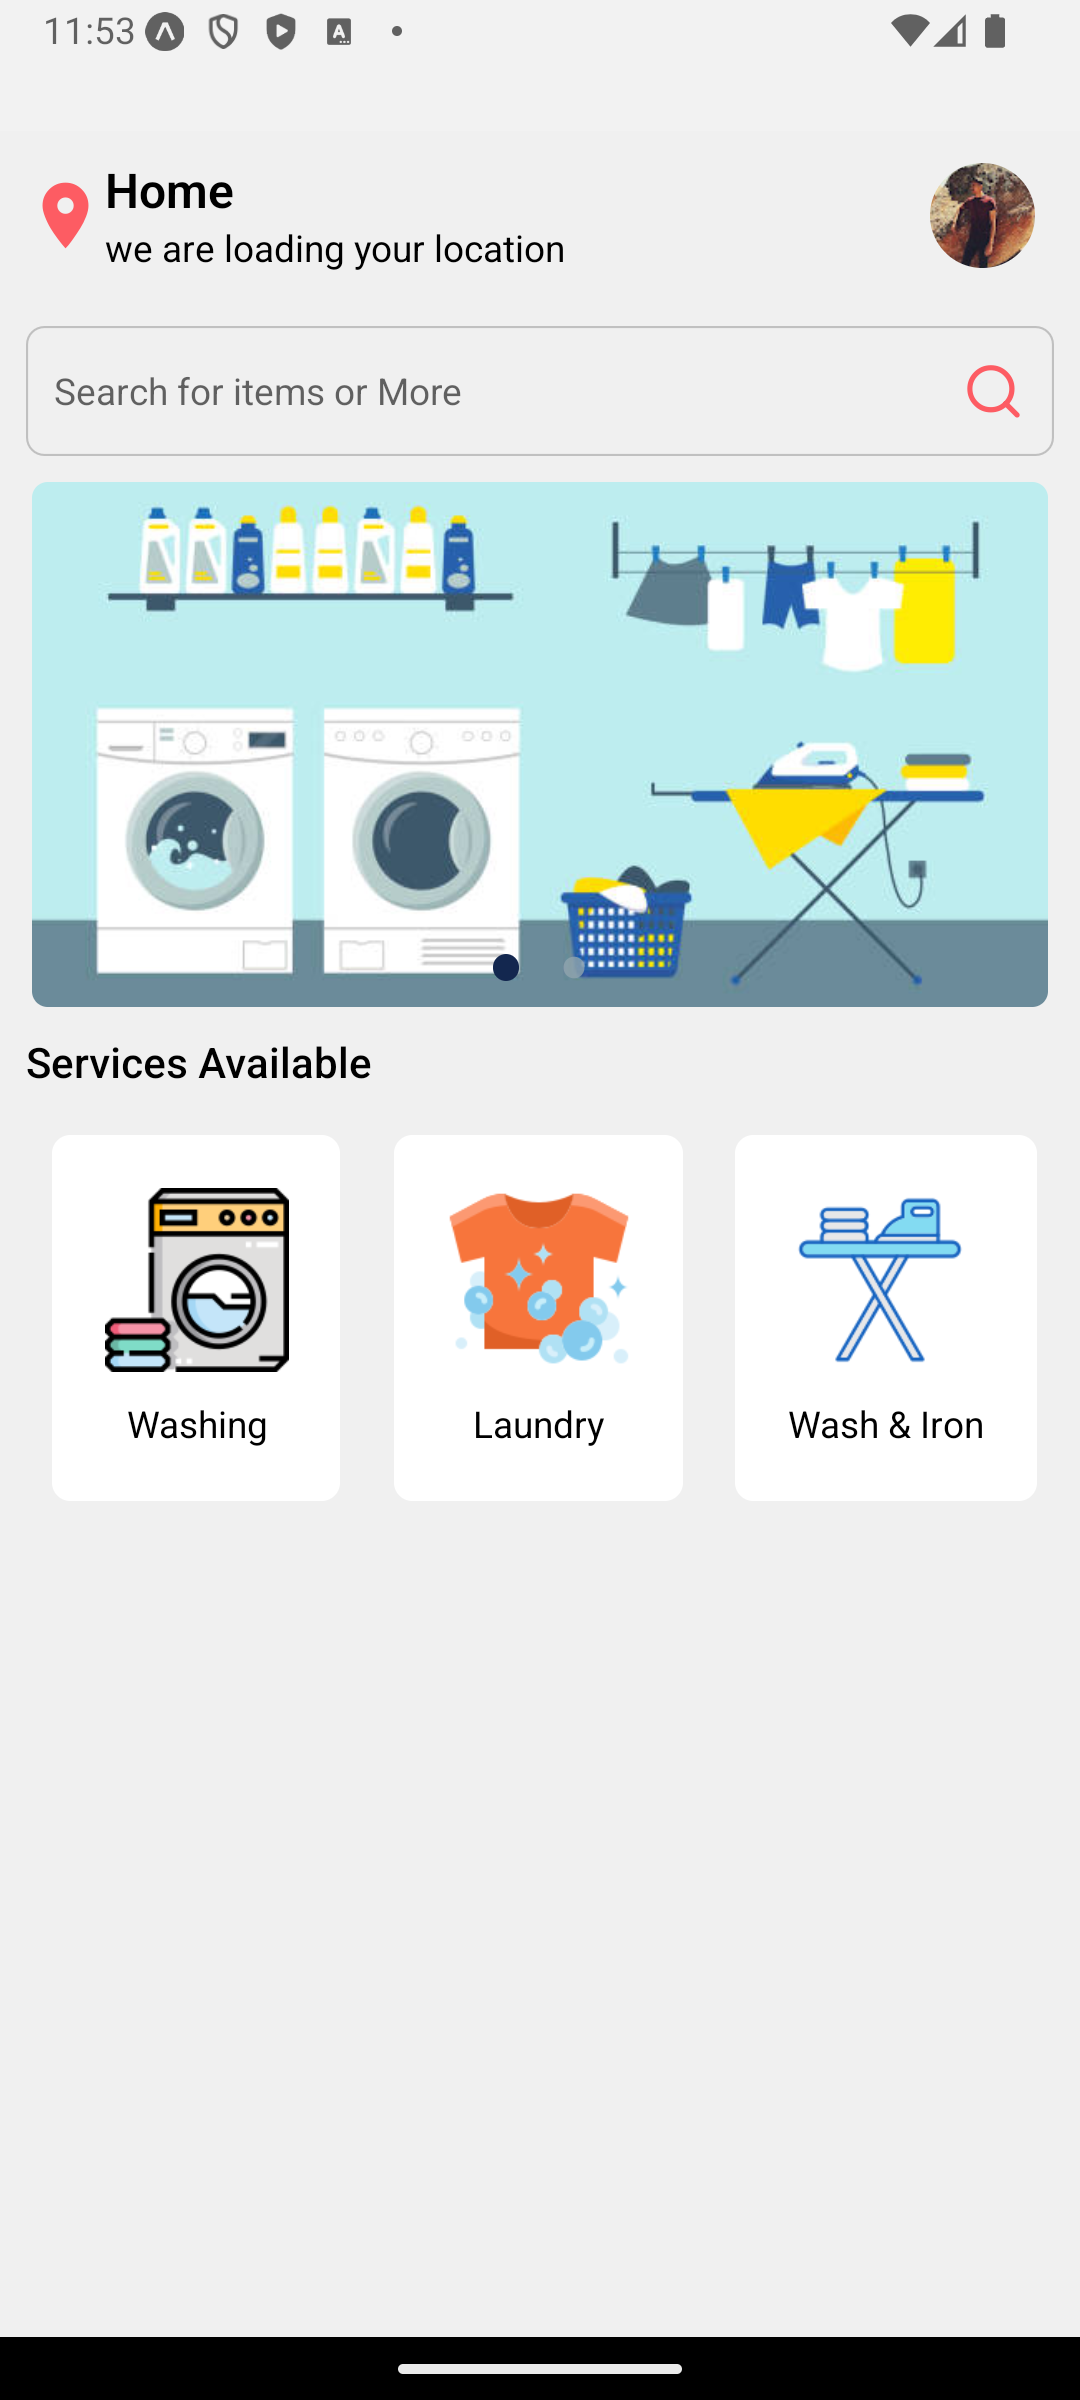 11:53
Home
we are loading your location
Search for items or More
Services Available
Washing
Laundry
Wash & Iron